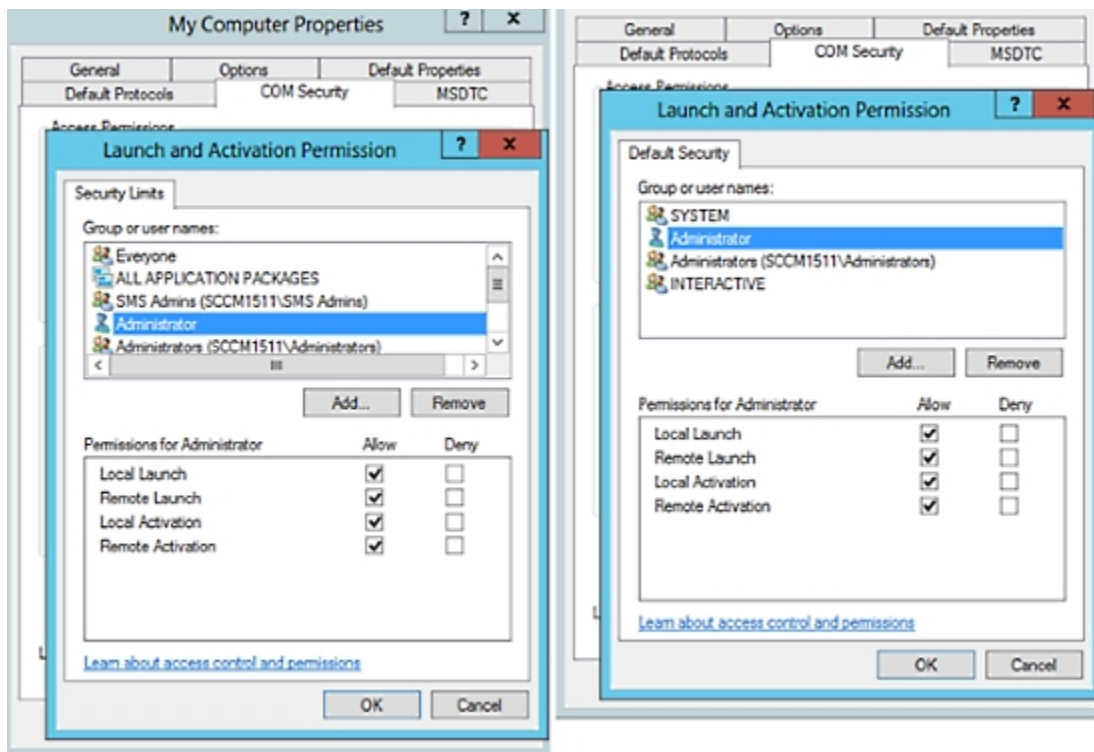 My Computer Properties
? x
General Options Default Properties
Default Protocols COM Security MSDTC
Access Permissions
Launch and Activation Permission
? x
Security Limits
Group or user names:
Everyone
ALL APPLICATION PACKAGES
SMS Admins (SCCM1511\SMS Admins)
Administrator
Administrators (SCCM1511\Administrators)
Add... Remove
Permissions for Administrator Allow Deny
Local Launch
Remote Launch
Local Activation
Remote Activation
Learn about access control and permissions
OK Cancel
General Options Default Properties
Default Protocols COM Security MSDTC
Access Permissions
Launch and Activation Permission
? x
Default Security
Group or user names:
SYSTEM
Administrator
Administrators (SCCM1511\Administrators)
INTERACTIVE
Add... Remove
Permissions for Administrator Allow Deny
Local Launch
Remote Launch
Local Activation
Remote Activation
Learn about access control and permissions
OK Cancel